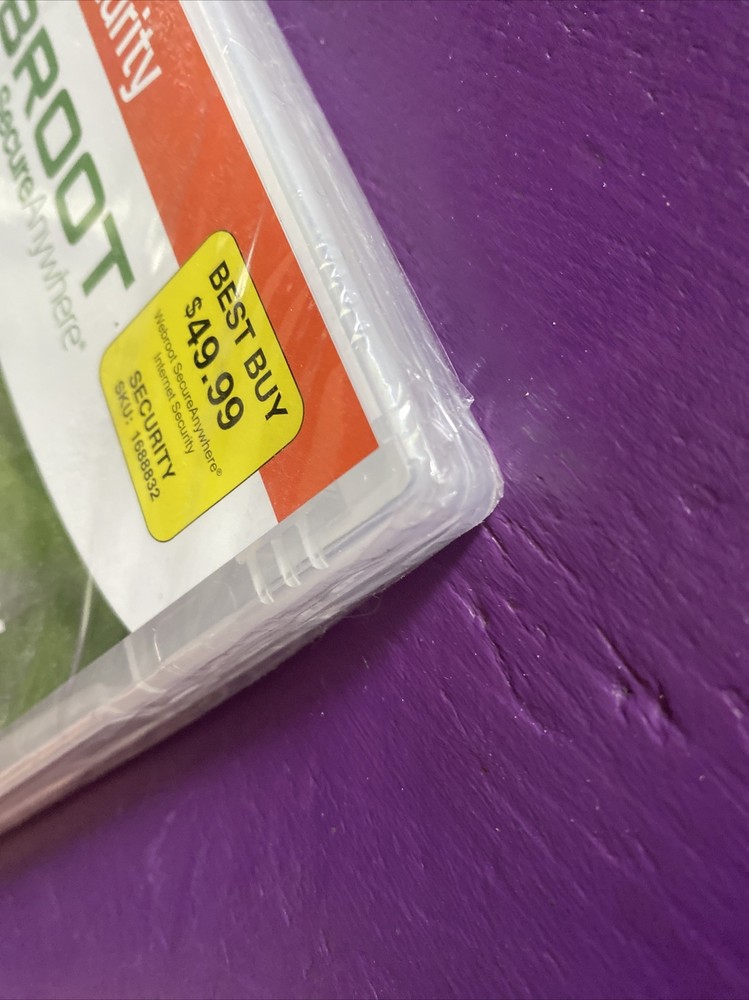 urity
BROOT
SecureAnywhere®
BEST BUY
$49.99
Webroot SecureAnywhere®
Internet Security
SECURITY
SKU: 1688832